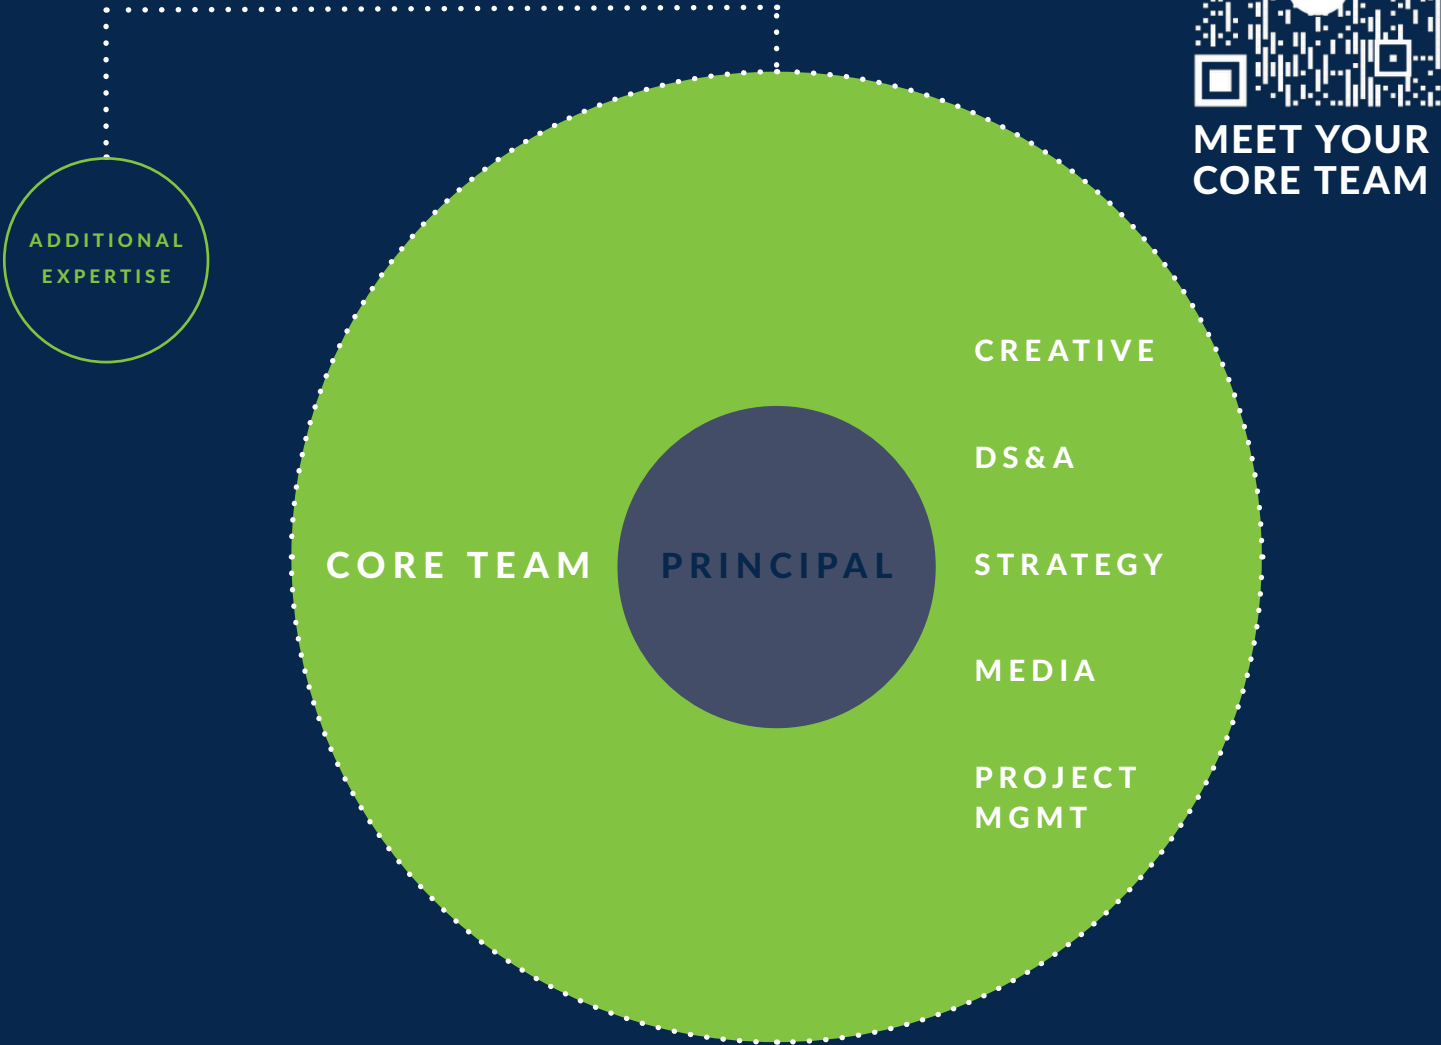 MEET YOUR
CORE TEAM
ADDITIONAL
EXPERTISE
CREATIVE
DS&A
CORE TEAM
PRINCIPAL
STRATEGY
MEDIA
PROJECT
MGMT